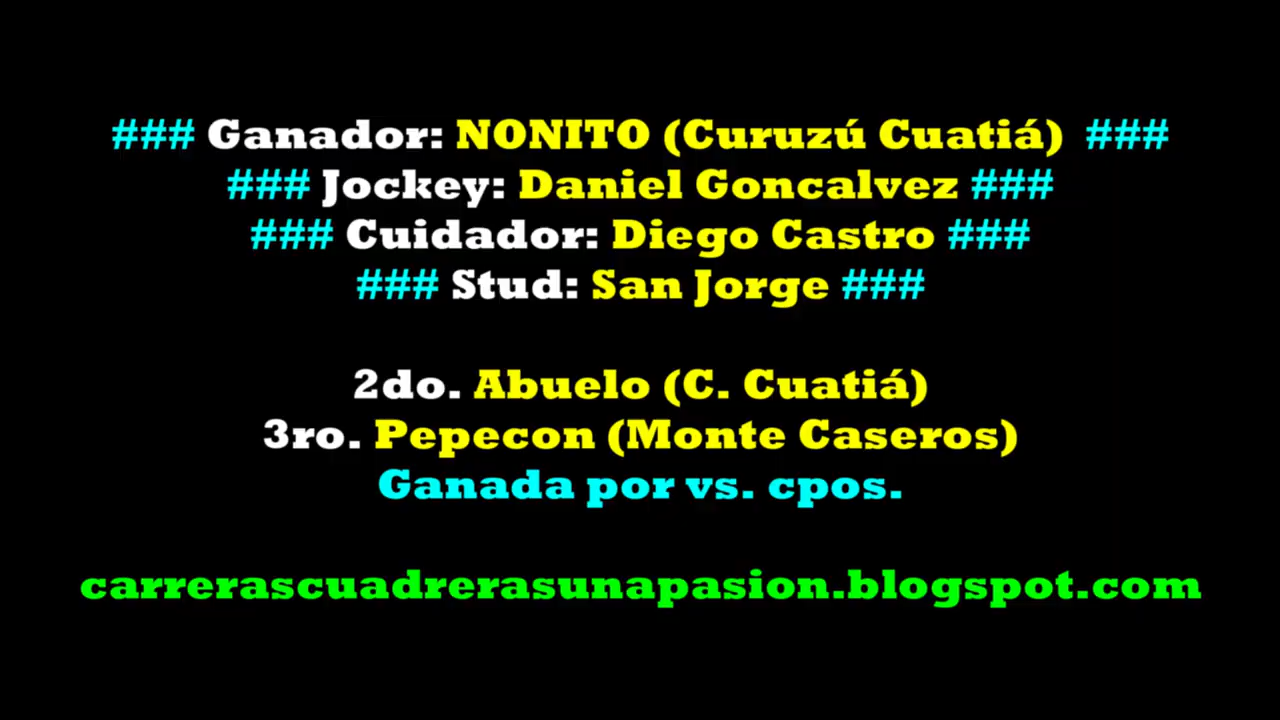 ### Ganador: NONITO (Curuzú Cuatiá) ###
### Jockey: Daniel Goncalvez ###
### Cuidador: Diego Castro ###
### Stud: San Jorge ###
2do. Abuelo (C. Cuatiá)
3ro. Pepecon (Monte Caseros)
Ganada por vs. cpos.
carrerascuadrerasunapasion.blogspot.com